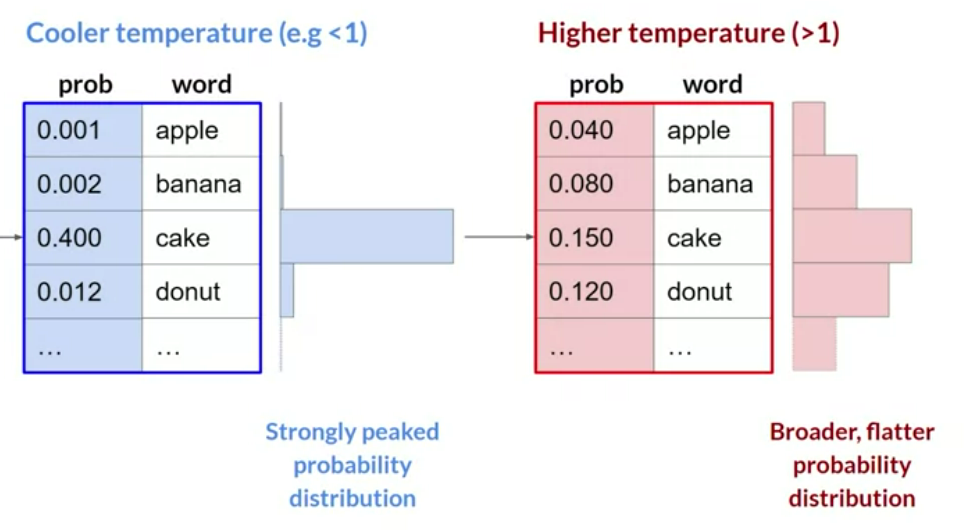 Cooler temperature (e.g <1)
prob word
0.001 apple
0.002 banana
0.400 cake
0.012 donut
... ...
Strongly peaked
probability
distribution
Higher temperature (>1)
prob word
0.040 apple
0.080 banana
0.150 cake
0.120 donut
... ...
Broader, flatter
probability
distribution